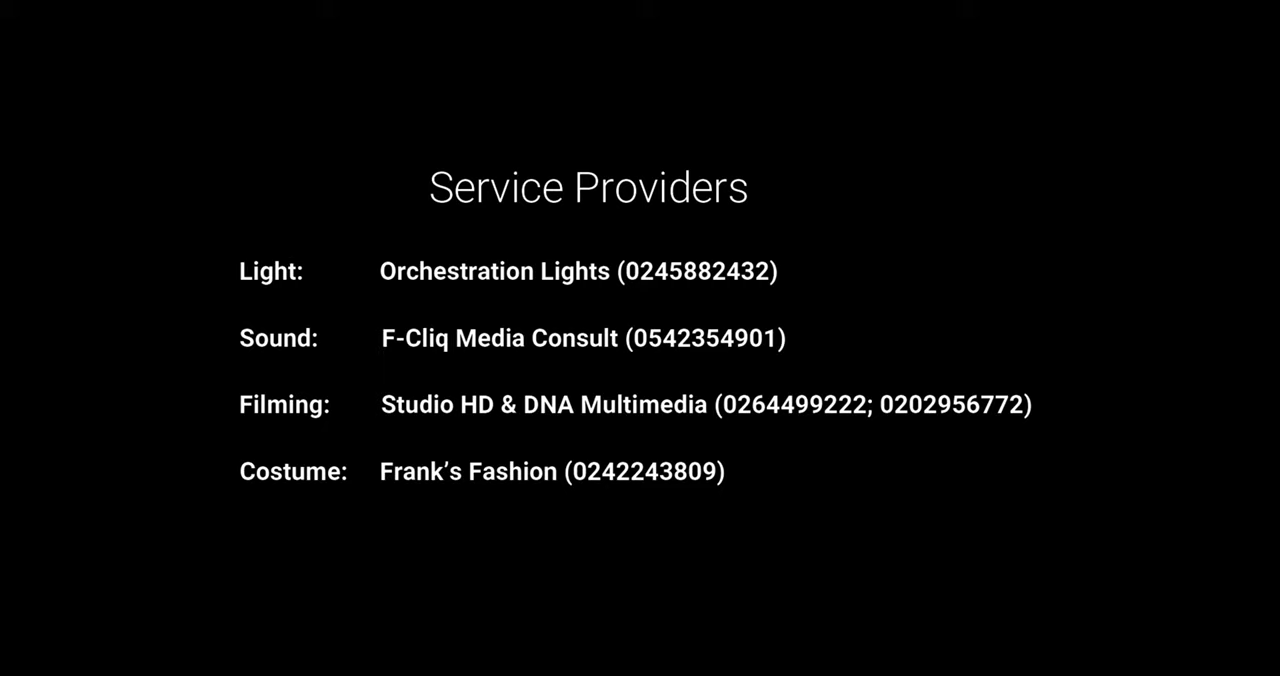 Service Providers
Light: Orchestration Lights (0245882432)
Sound: F-Cliq Media Consult (0542354901)
Filming: Studio HD & DNA Multimedia (0264499222; 0202956772)
Costume: Frank’s Fashion (0242243809)